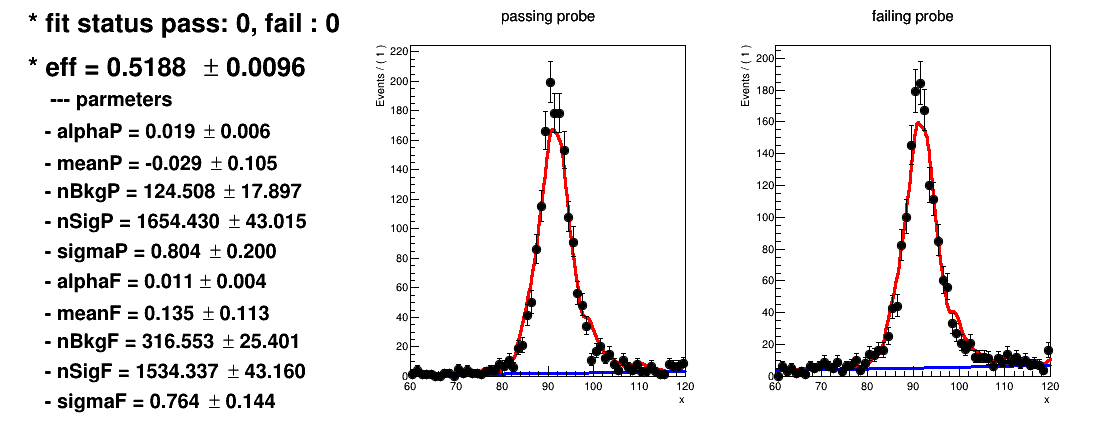 * fit status pass: 0, fail : 0
* eff = 0.5188 ± 0.0096
--- parmeters
- alphaP = 0.019 ± 0.006
- meanP = -0.029 ± 0.105
- nBkgP = 124.508 ± 17.897
- nSigP = 1654.430 ± 43.015
- sigmaP = 0.804 ± 0.200
- alphaF = 0.011 ± 0.004
- meanF = 0.135 ± 0.113
- nBkgF = 316.553 ± 25.401
- nSigF = 1534.337 ± 43.160
- sigmaF = 0.764 ± 0.144
passing probe
Events / ( 1 )
220
200
180
160
140
120
100
80
60
40
20
0
60 70 80 90 100 110 120
x
failing probe
Events / ( 1 )
200
180
160
140
120
100
80
60
40
20
0
60 70 80 90 100 110 120
x